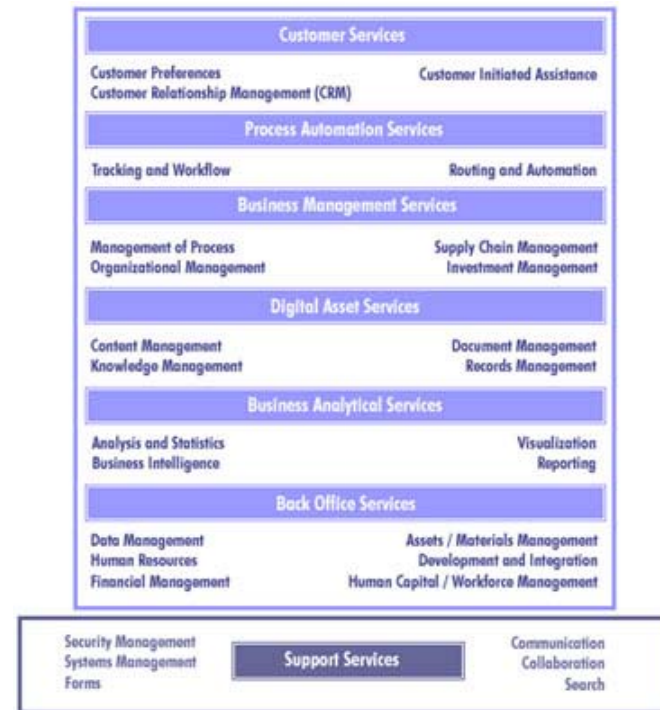 Customer Services
Customer Preferences Customer Initiated Assistance
Customer Relationship Management (CRM)
Process Automation Services
Tracking and Workflow Routing and Automation
Business Management Services
Management of Process Supply Chain Management
Organizational Management Investment Management
Digital Asset Services
Content Management Document Management
Knowledge Management Records Management
Business Analytical Services
Analysis and Statistics Visualization
Business Intelligence Reporting
Back Office Services
Data Management Assets / Materials Management
Human Resources Development and Integration
Financial Management Human Capital / Workforce Management
Security Management Communication
Systems Management Support Services Collaboration
Forms Search